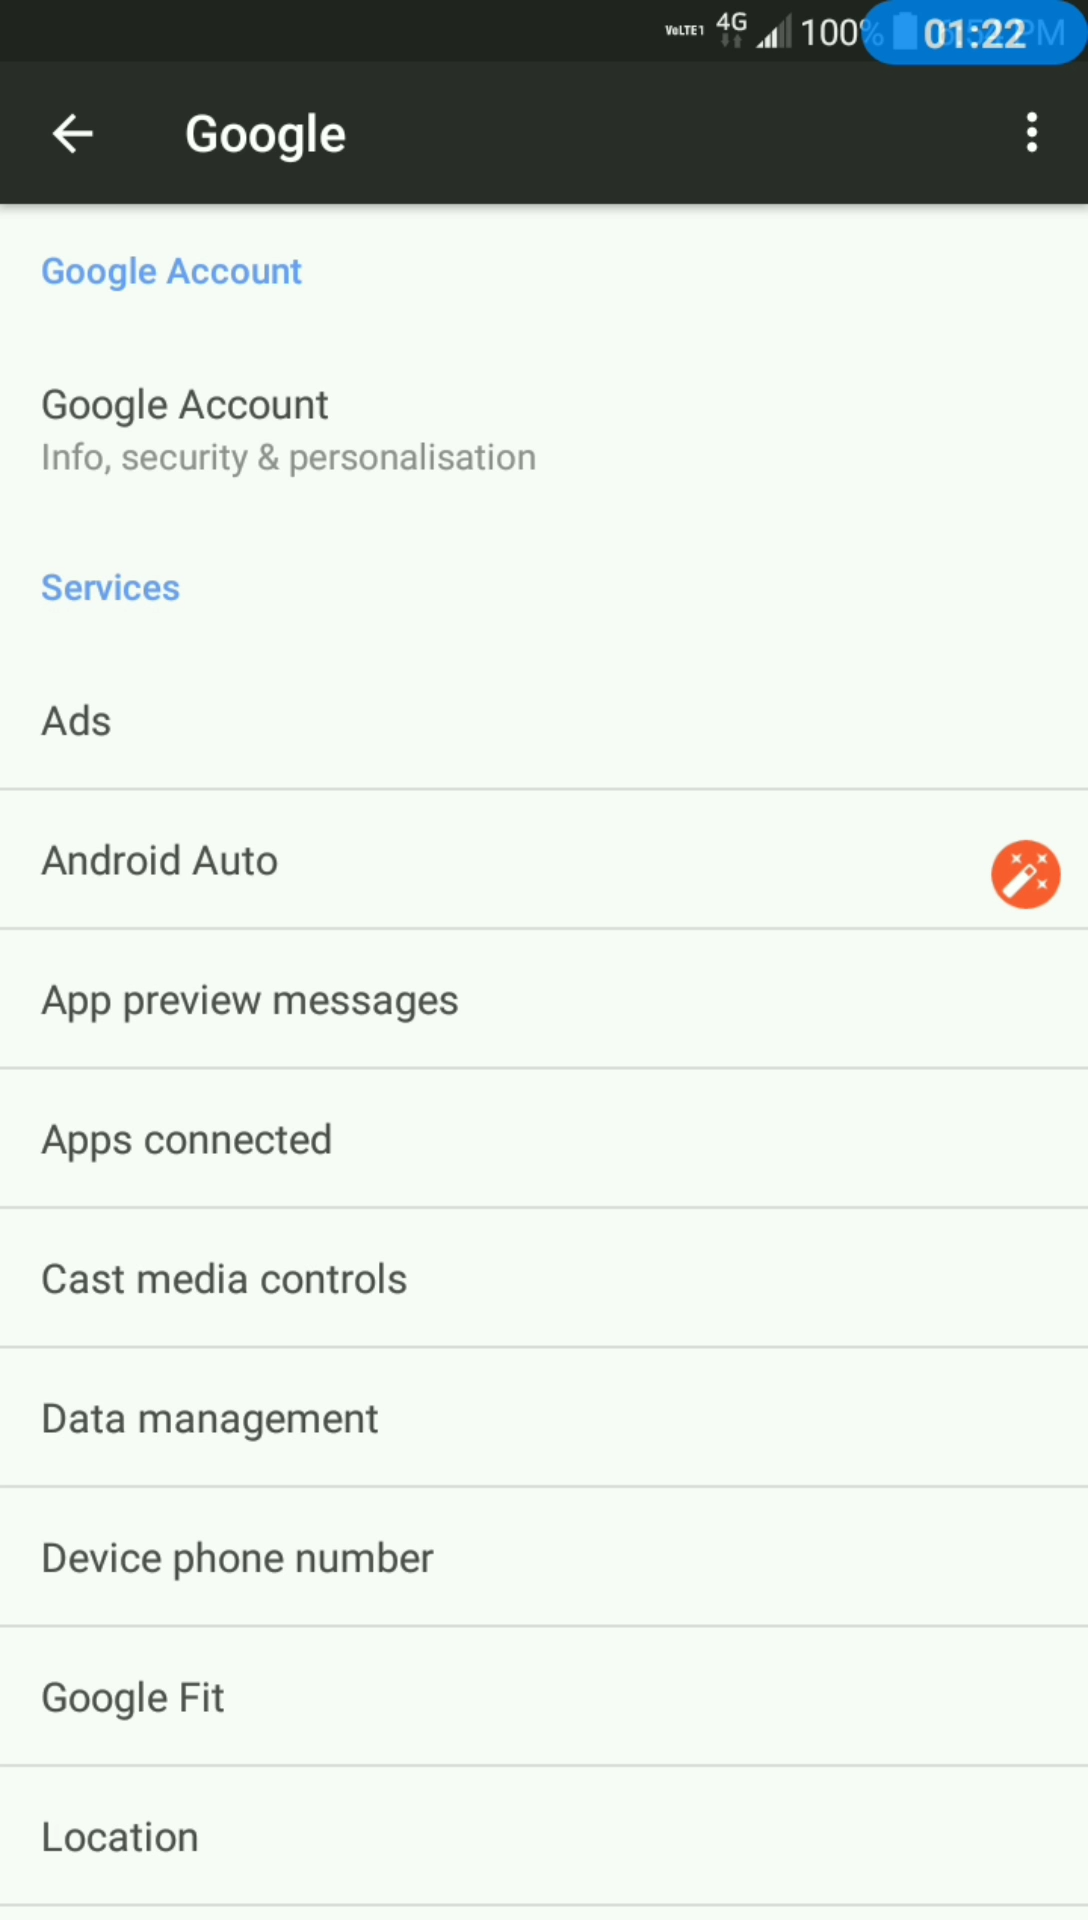 VoLTE1 4G 100% 01:22 PM
Google
Google Account
Google Account
Info, security & personalisation
Services
Ads
Android Auto
App preview messages
Apps connected
Cast media controls
Data management
Device phone number
Google Fit
Location